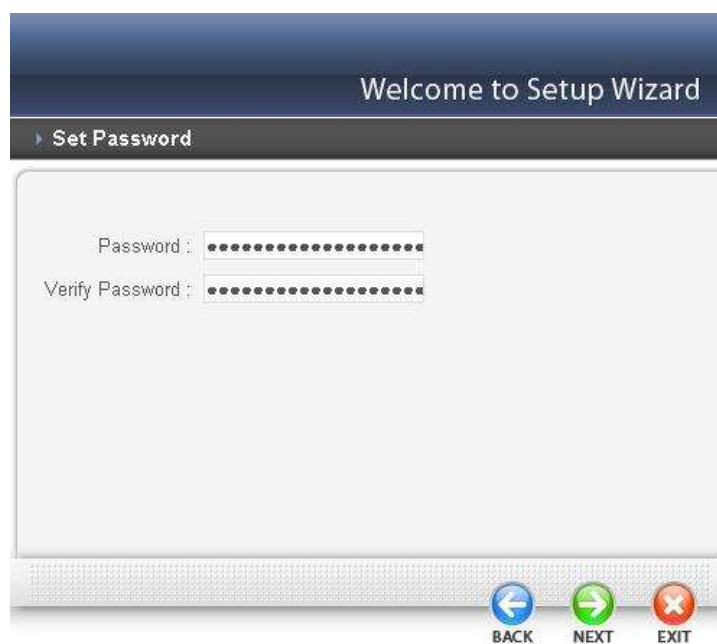 Welcome to Setup Wizard
Set Password
Password : ●●●●●●●●●●●●●●●●●●●
Verify Password : ●●●●●●●●●●●●●●●●●●●
BACK NEXT EXIT